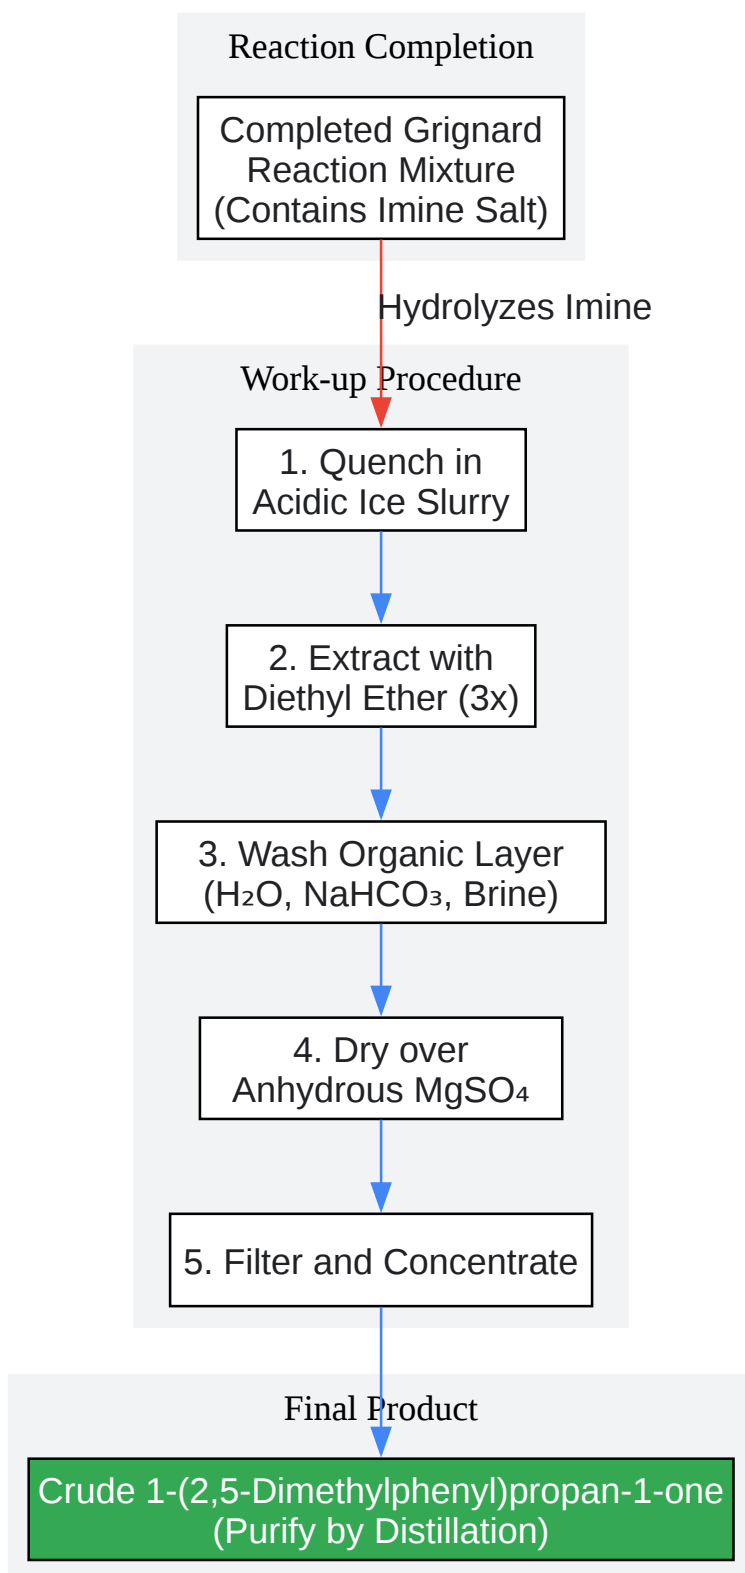 Reaction Completion
Completed Grignard
Reaction Mixture
(Contains Imine Salt)
Hydrolyzes Imine
Work-up Procedure
1. Quench in
Acidic Ice Slurry
2. Extract with
Diethyl Ether (3x)
3. Wash Organic Layer
(H₂O, NaHCO₃, Brine)
4. Dry over
Anhydrous MgSO₄
5. Filter and Concentrate
Final Product
Crude 1-(2,5-Dimethylphenyl)propan-1-one
(Purify by Distillation)